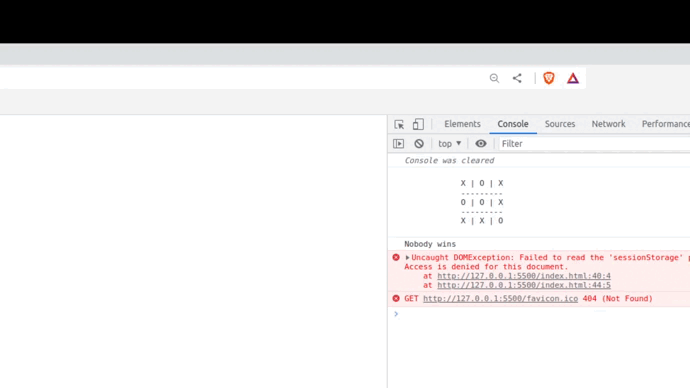 Elements Console Sources Network Performance
top Filter
Console was cleared
X | O | X
---------
O | O | X
---------
X | X | O
Nobody wins
Uncaught DOMException: Failed to read the 'sessionStorage' p
Access is denied for this document.
at http://127.0.0.1:5500/index.html:40:4
at http://127.0.0.1:5500/index.html:44:5
GET http://127.0.0.1:5500/favicon.ico 404 (Not Found)
>